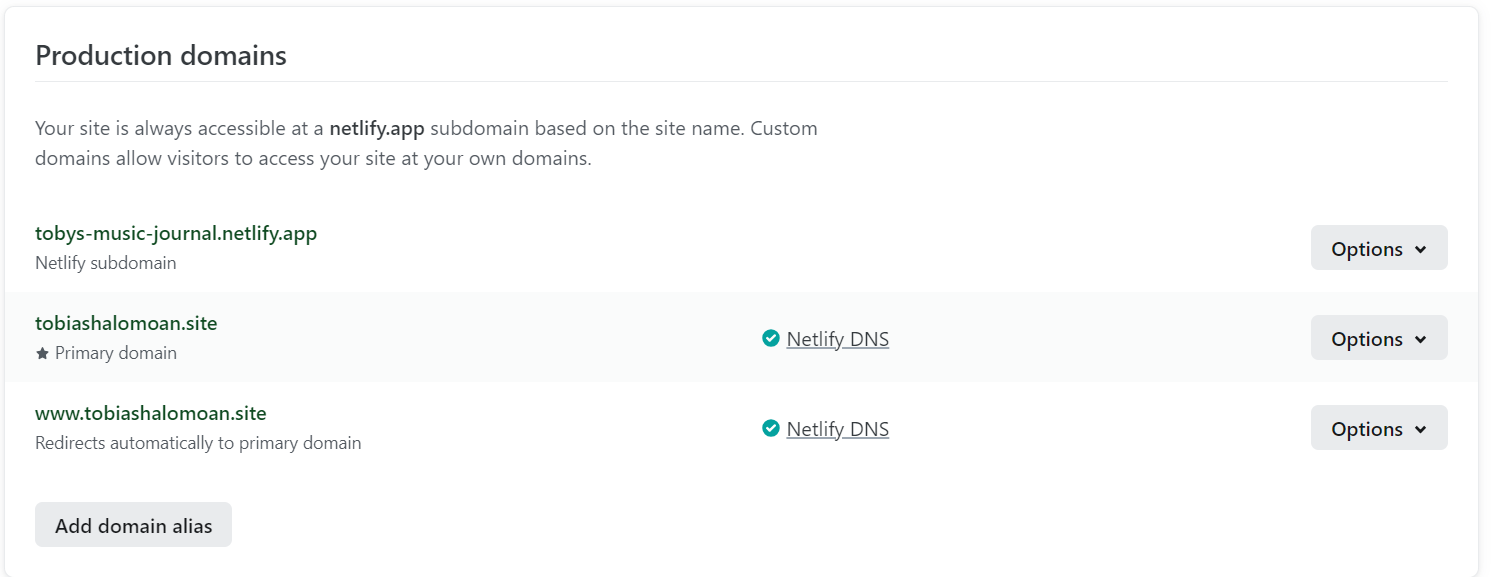 Production domains
Your site is always accessible at a netlify.app subdomain based on the site name. Custom
domains allow visitors to access your site at your own domains.
tobys-music-journal.netlify.app
Netlify subdomain
Options
tobiashalomoan.site
Primary domain
Netlify DNS
Options
www.tobiashalomoan.site
Redirects automatically to primary domain
Netlify DNS
Options
Add domain alias